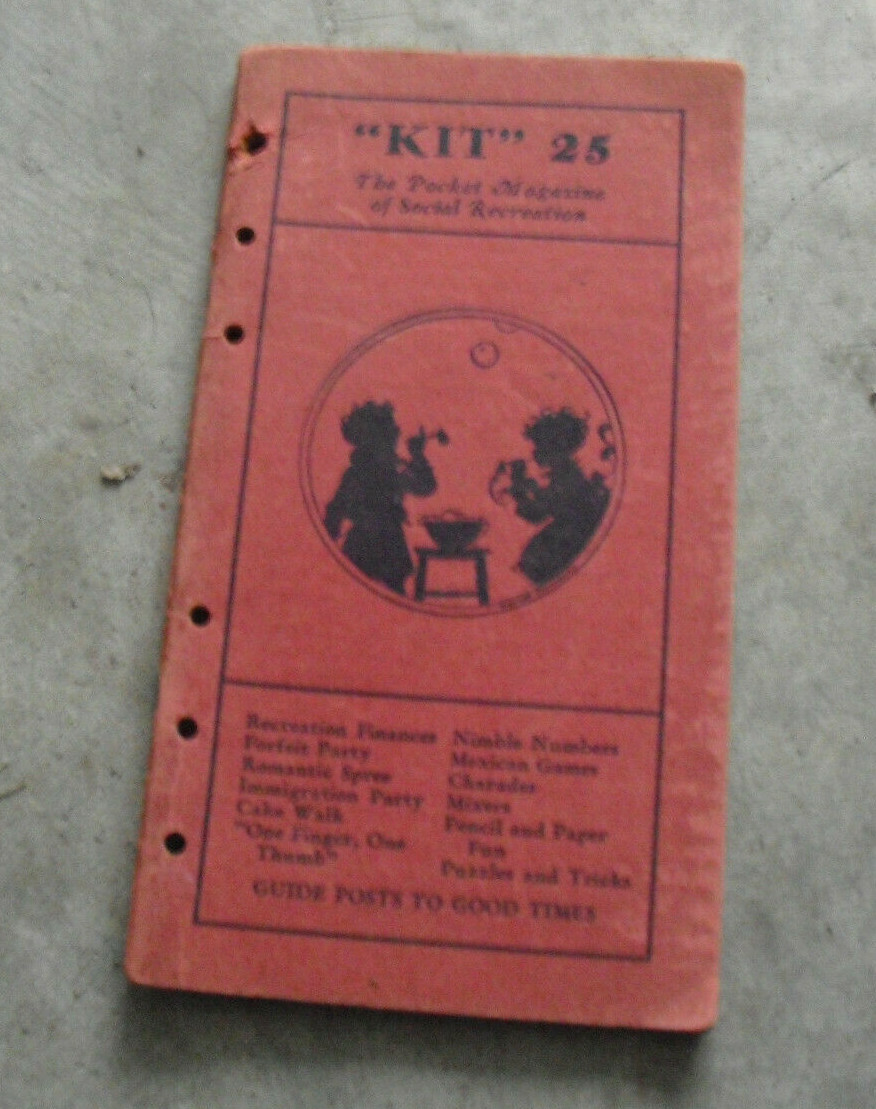 "KIT" 25
The Pocket Magazine
of Social Recreation
Recreation Finances
Forfeit Party
Romantic Spree
Immigration Party
Cake Walk
"One Finger, One
Thumb"
Nimble Numbers
Mexican Games
Charades
Mixers
Pencil and Paper
Fun
Puzzles and Tricks
GUIDE POSTS TO GOOD TIMES